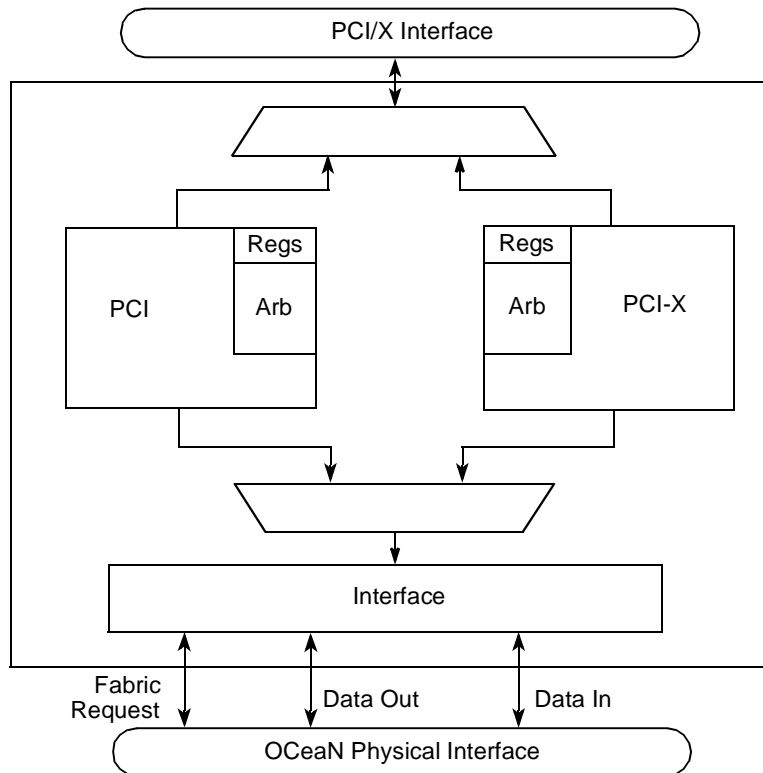 PCI/X Interface
Regs
Regs
PCI
Arb
Arb
PCI-X
Interface
Fabric
Request
Data Out
Data In
OCeaN Physical Interface